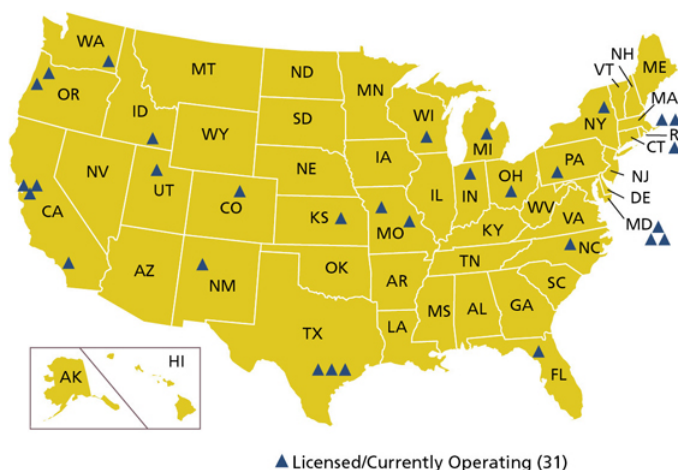 WA
OR
CA
NV
ID
MT
WY
UT
CO
AZ
NM
ND
SD
NE
KS
OK
TX
MN
IA
MO
AR
LA
WI
IL
MS
MI
IN
OH
KY
TN
AL
GA
FL
SC
NC
VA
WV
PA
NY
VT
NH
ME
MA
R
CT
NJ
DE
MD
AK
HI
Licensed/Currently Operating (31)